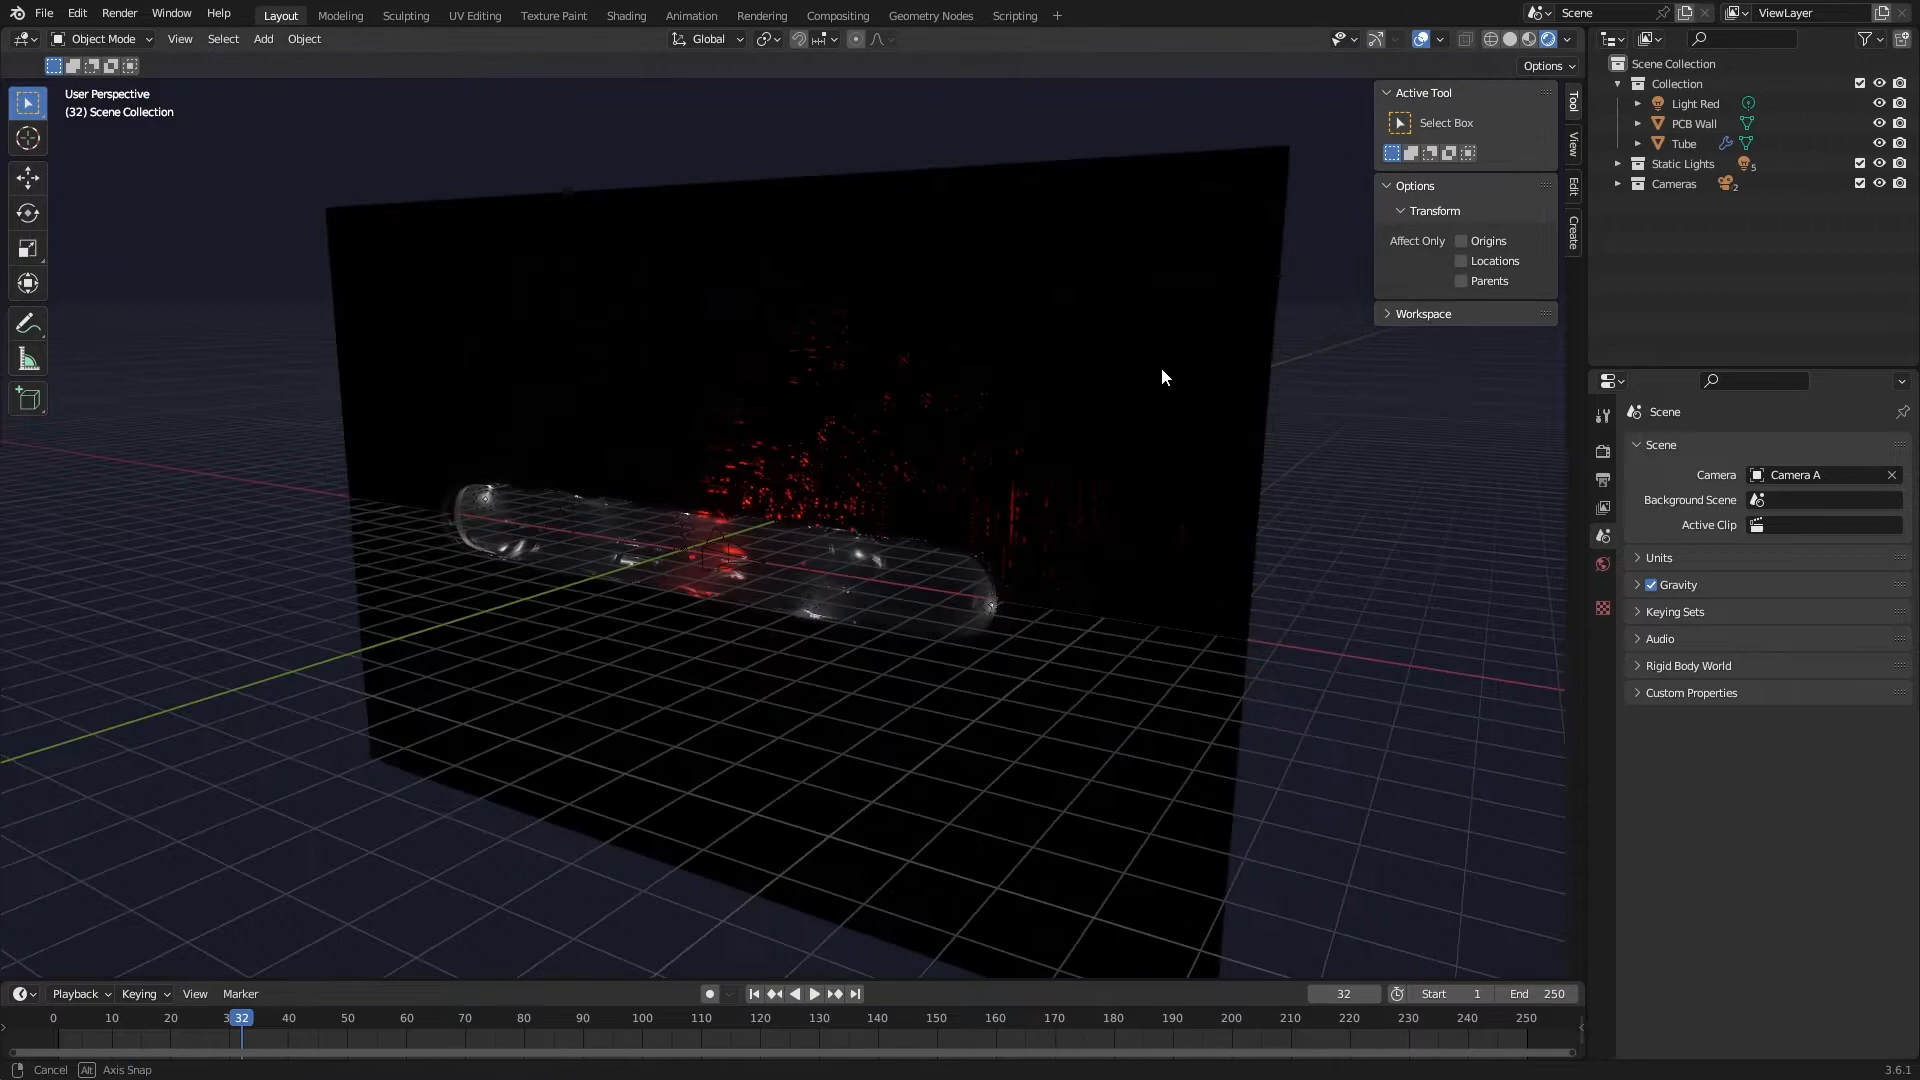 File Edit Render Window Help Layout Modeling Sculpting UV Editing Texture Paint Shading Animation Rendering Compositing Geometry Nodes Scripting + Scene ViewLayer
Object Mode View Select Add Object Global
Options
User Perspective
(32) Scene Collection
Active Tool
Select Box
Options
Transform
Affect Only Origins
Locations
Parents
Workspace
Tool
View
Edit
Create
Scene Collection
Collection
Light Red
PCB Wall
Tube
Static Lights 5
Cameras 2
Scene
Scene
Camera Camera A
Background Scene
Active Clip
Units
Gravity
Keying Sets
Audio
Rigid Body World
Custom Properties
Playback Keying View Marker 32 Start 1 End 250
0 10 20 3 32 40 50 60 70 80 90 100 110 120 130 140 150 160 170 180 190 200 210 220 230 240 250
Cancel Alt Axis Snap 3.6.1